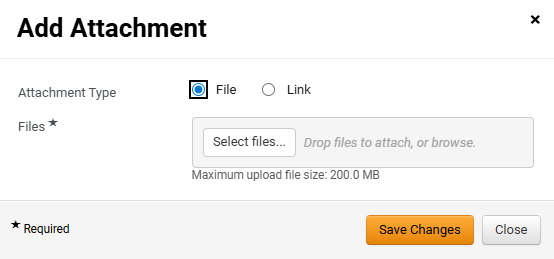 Add Attachment ×
Attachment Type File Link
Files ★
Select files... Drop files to attach, or browse.
Maximum upload file size: 200.0 MB
★ Required Save Changes Close